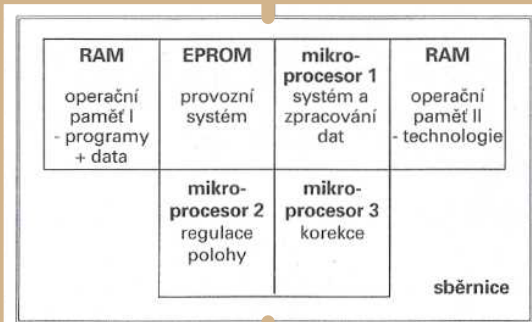 RAM
operační
paměť I
- programy
+ data
EPROM
provozní
systém
mikro-
procesor 1
systém a
zpracování
dat
RAM
operační
paměť II
- technologie
mikro-
procesor 2
regulace
polohy
mikro-
procesor 3
korekce
sběrnice